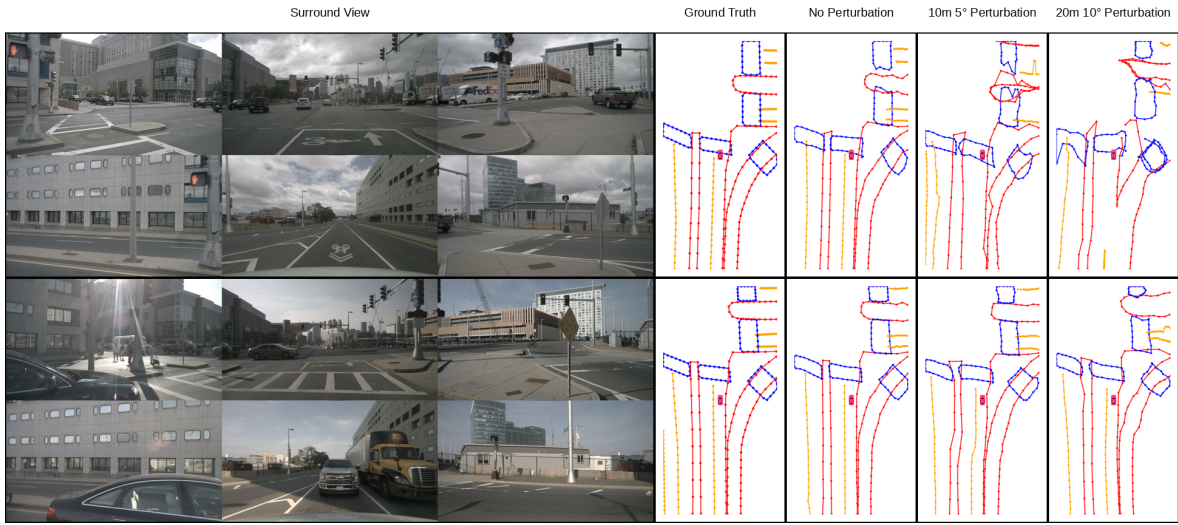 Surround View
Ground Truth
No Perturbation
10m 5° Perturbation
20m 10° Perturbation
FedEx